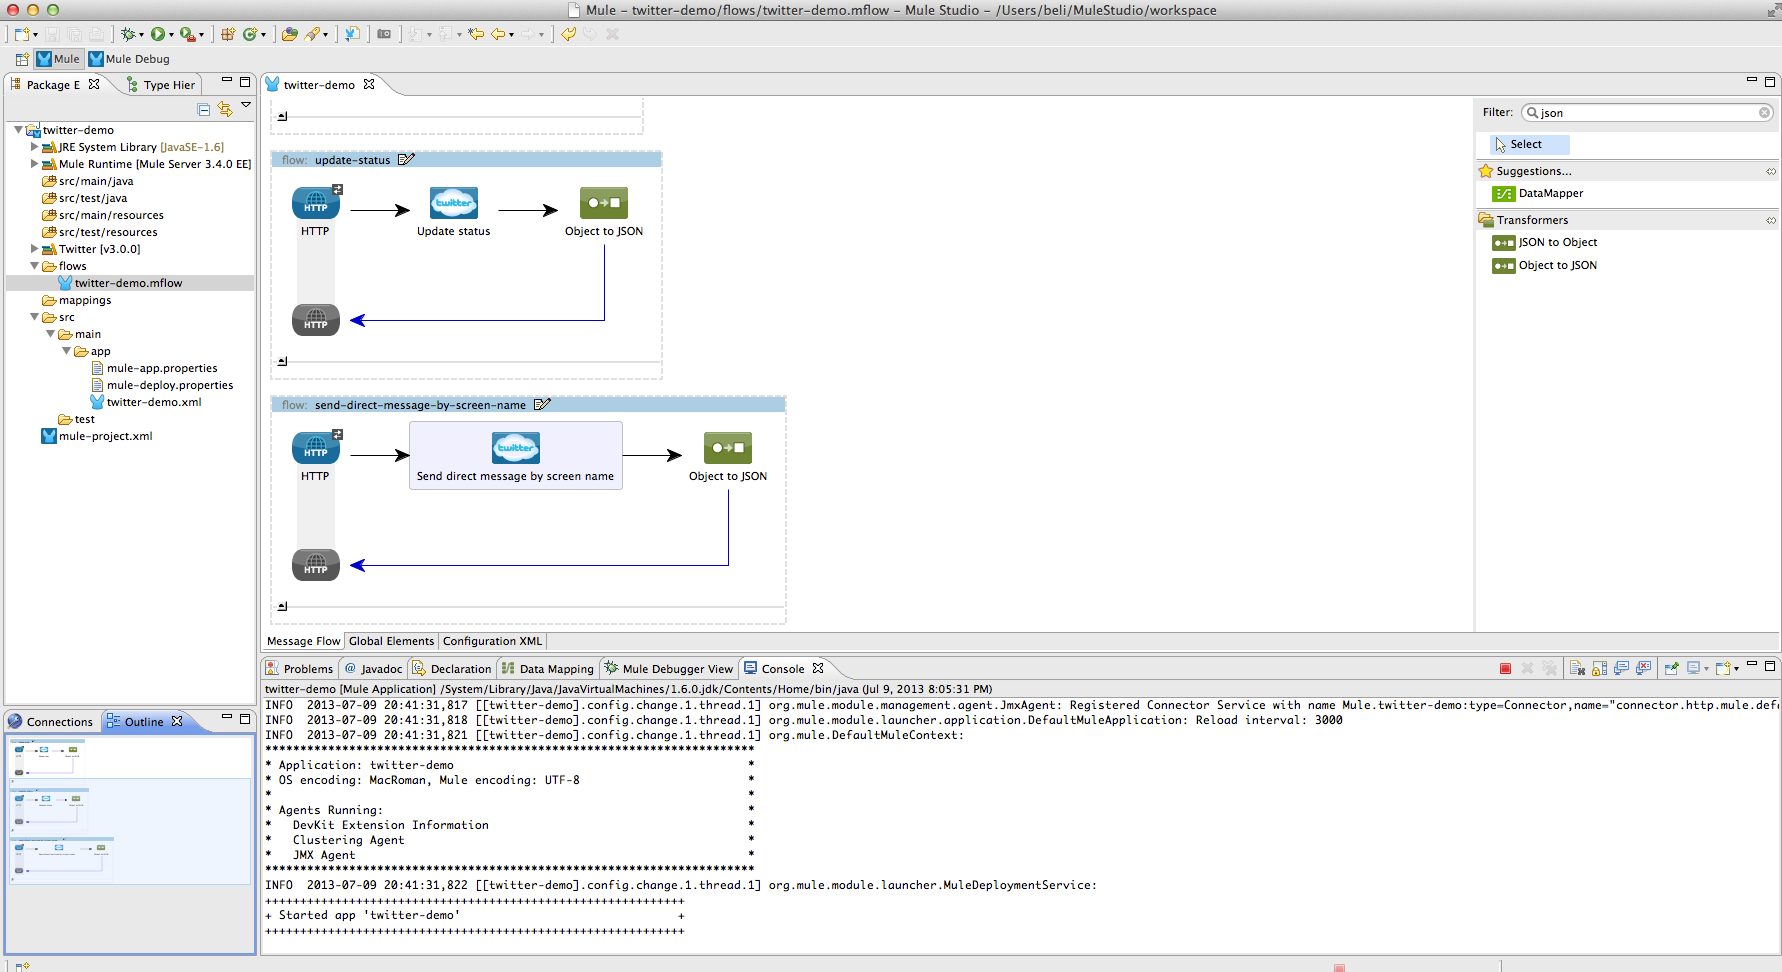 Mule – twitter-demo/flows/twitter-demo.mflow – Mule Studio – /Users/beli/MuleStudio/workspace
Mule
Mule Debug
Package E
Type Hier
twitter-demo
JRE System Library [JavaSE-1.6]
Mule Runtime [Mule Server 3.4.0 EE]
src/main/java
src/test/java
src/main/resources
src/test/resources
Twitter [v3.0.0]
flows
twitter-demo.mflow
mappings
src
main
app
mule-app.properties
mule-deploy.properties
twitter-demo.xml
test
mule-project.xml
Connections
Outline
twitter-demo
flow: update-status
HTTP
twitter
HTTP
Update status
Object to JSON
HTTP
flow: send-direct-message-by-screen-name
HTTP
twitter
HTTP
Send direct message by screen name
Object to JSON
HTTP
Message Flow
Global Elements
Configuration XML
Filter:
json
Select
Suggestions...
DataMapper
Transformers
JSON to Object
Object to JSON
Problems
@ Javadoc
Declaration
Data Mapping
Mule Debugger View
Console
twitter-demo [Mule Application] /System/Library/Java/JavaVirtualMachines/1.6.0.jdk/Contents/Home/bin/java (Jul 9, 2013 8:05:31 PM)
INFO  2013-07-09 20:41:31,817 [[twitter-demo].config.change.1.thread.1] org.mule.module.management.agent.JmxAgent: Registered Connector Service with name Mule.twitter-demo:type=Connector,name="connector.http.mule.def
INFO  2013-07-09 20:41:31,818 [[twitter-demo].config.change.1.thread.1] org.mule.module.launcher.application.DefaultMuleApplication: Reload interval: 3000
INFO  2013-07-09 20:41:31,821 [[twitter-demo].config.change.1.thread.1] org.mule.DefaultMuleContext:
**********************************************************************
* Application: twitter-demo                                          *
* OS encoding: MacRoman, Mule encoding: UTF-8                        *
*                                                                    *
* Agents Running:                                                    *
*   DevKit Extension Information                                     *
*   Clustering Agent                                                 *
*   JMX Agent                                                        *
**********************************************************************
INFO  2013-07-09 20:41:31,822 [[twitter-demo].config.change.1.thread.1] org.mule.module.launcher.MuleDeploymentService:
++++++++++++++++++++++++++++++++++++++++++++++++++++++++++++
+ Started app 'twitter-demo'                               +
++++++++++++++++++++++++++++++++++++++++++++++++++++++++++++